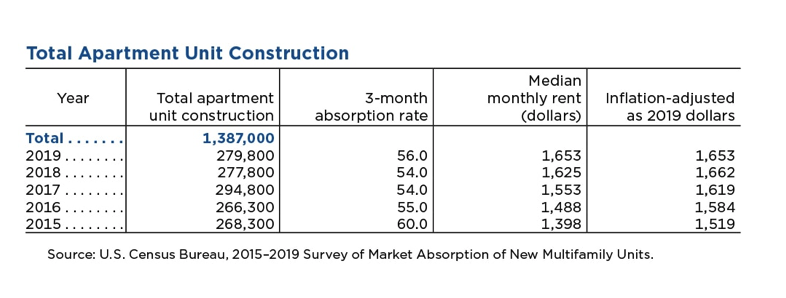 Total Apartment Unit Construction
Year Total apartment unit construction 3-month absorption rate Median monthly rent (dollars) Inflation-adjusted as 2019 dollars
Total ....... 1,387,000
2019 ........ 279,800 56.0 1,653 1,653
2018 ........ 277,800 54.0 1,625 1,662
2017 ........ 294,800 54.0 1,553 1,619
2016 ........ 266,300 55.0 1,488 1,584
2015 ........ 268,300 60.0 1,398 1,519
Source: U.S. Census Bureau, 2015–2019 Survey of Market Absorption of New Multifamily Units.